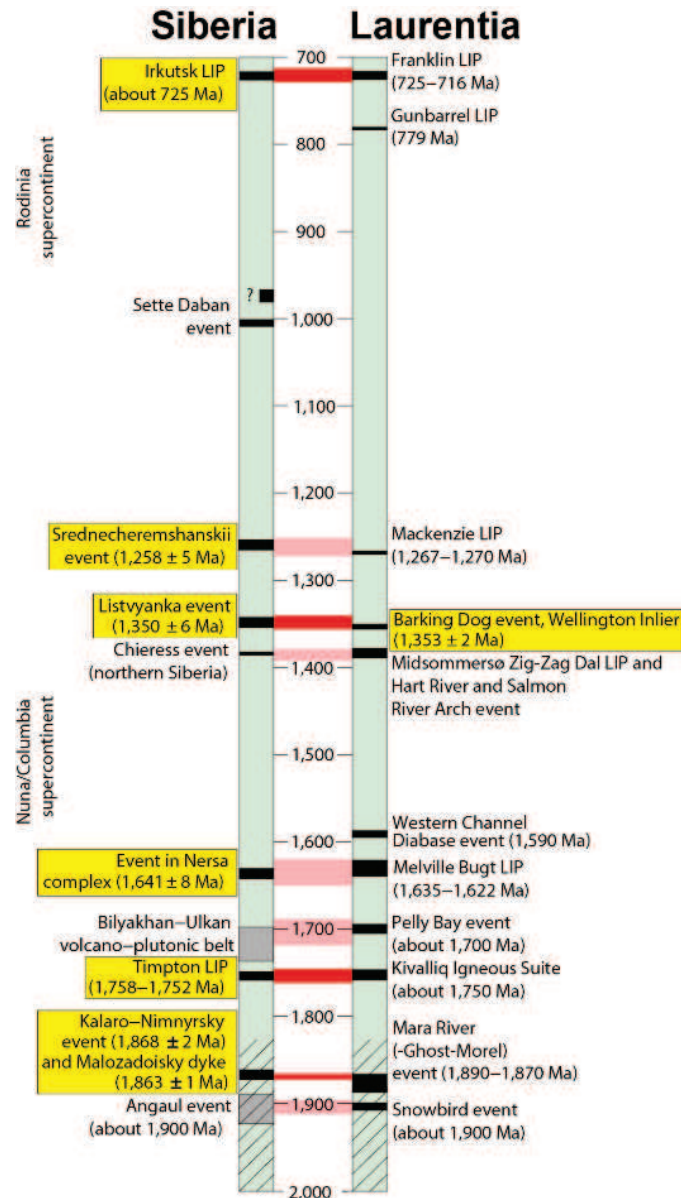 Siberia
Laurentia
700
Irkutsk LIP
(about 725 Ma)
Franklin LIP
(725–716 Ma)
Gunbarrel LIP
(779 Ma)
800
Rodinia
supercontinent
900
?
Sette Daban
event
1,000
1,100
1,200
Srednecheremshanskii
event (1,258 ± 5 Ma)
Mackenzie LIP
(1,267–1,270 Ma)
1,300
Listvyanka event
(1,350 ± 6 Ma)
Barking Dog event, Wellington Inlier
(1,353 ± 2 Ma)
Chieress event
(northern Siberia)
1,400
Midsommersø Zig-Zag Dal LIP and
Hart River and Salmon
River Arch event
1,500
Nuna/Columbia
supercontinent
Western Channel
Diabase event (1,590 Ma)
1,600
Event in Nersa
complex (1,641 ± 8 Ma)
Melville Bugt LIP
(1,635–1,622 Ma)
Bilyakhan–Ulkan
volcano–plutonic belt
1,700
Pelly Bay event
(about 1,700 Ma)
Timpton LIP
(1,758–1,752 Ma)
Kivalliq Igneous Suite
(about 1,750 Ma)
1,800
Kalaro–Nimnyrsky
event (1,868 ± 2 Ma)
and Malozadoisky dyke
(1,863 ± 1 Ma)
Mara River
(-Ghost-Morel)
event (1,890–1,870 Ma)
Angaul event
(about 1,900 Ma)
1,900
Snowbird event
(about 1,900 Ma)
2,000